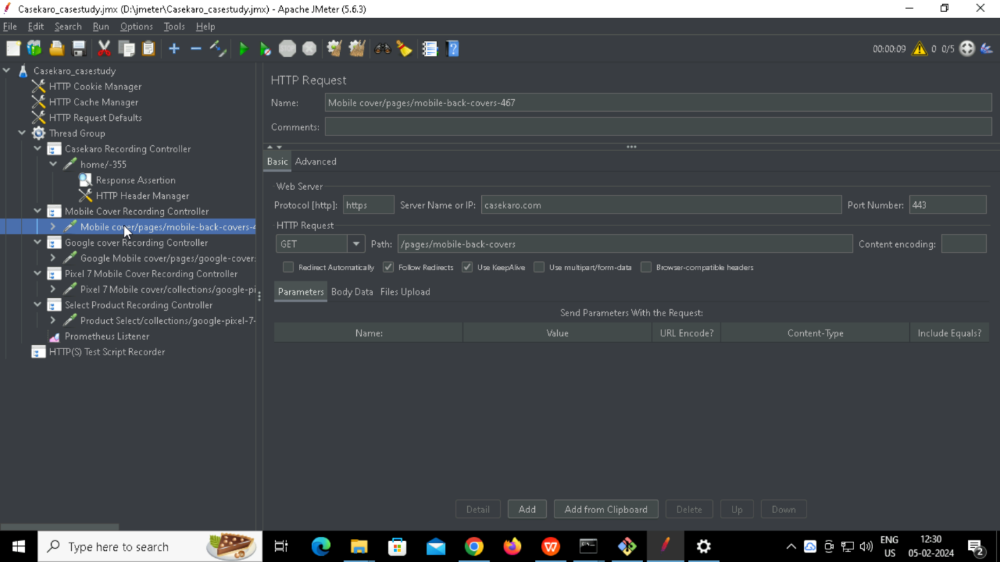 Casekaro_casestudy.jmx (D:\jmeter\Casekaro_casestudy.jmx) - Apache JMeter (5.6.3)
File Edit Search Run Options Tools Help
STOP
00:00:09 0 0/5
Casekaro_casestudy
HTTP Cookie Manager
HTTP Cache Manager
HTTP Request Defaults
Thread Group
Casekaro Recording Controller
home/-355
Response Assertion
HTTP Header Manager
Mobile Cover Recording Controller
Mobile cover/pages/mobile-back-covers-4
Google cover Recording Controller
Google Mobile cover/pages/google-cover:
Pixel 7 Mobile Cover Recording Controller
Pixel 7 Mobile cover/collections/google-pi
Select Product Recording Controller
Product Select/collections/google-pixel-7-
Prometheus Listener
HTTP(S) Test Script Recorder
HTTP Request
Name: Mobile cover/pages/mobile-back-covers-467
Comments:
Basic Advanced
Web Server
Protocol [http]: https Server Name or IP: casekaro.com Port Number: 443
HTTP Request
GET Path: /pages/mobile-back-covers Content encoding:
Redirect Automatically Follow Redirects Use KeepAlive Use multipart/form-data Browser-compatible headers
Parameters Body Data Files Upload
Send Parameters With the Request:
Name: Value URL Encode? Content-Type Include Equals?
Detail Add Add from Clipboard Delete Up Down
Type here to search
ENG
US
12:30
05-02-2024
2